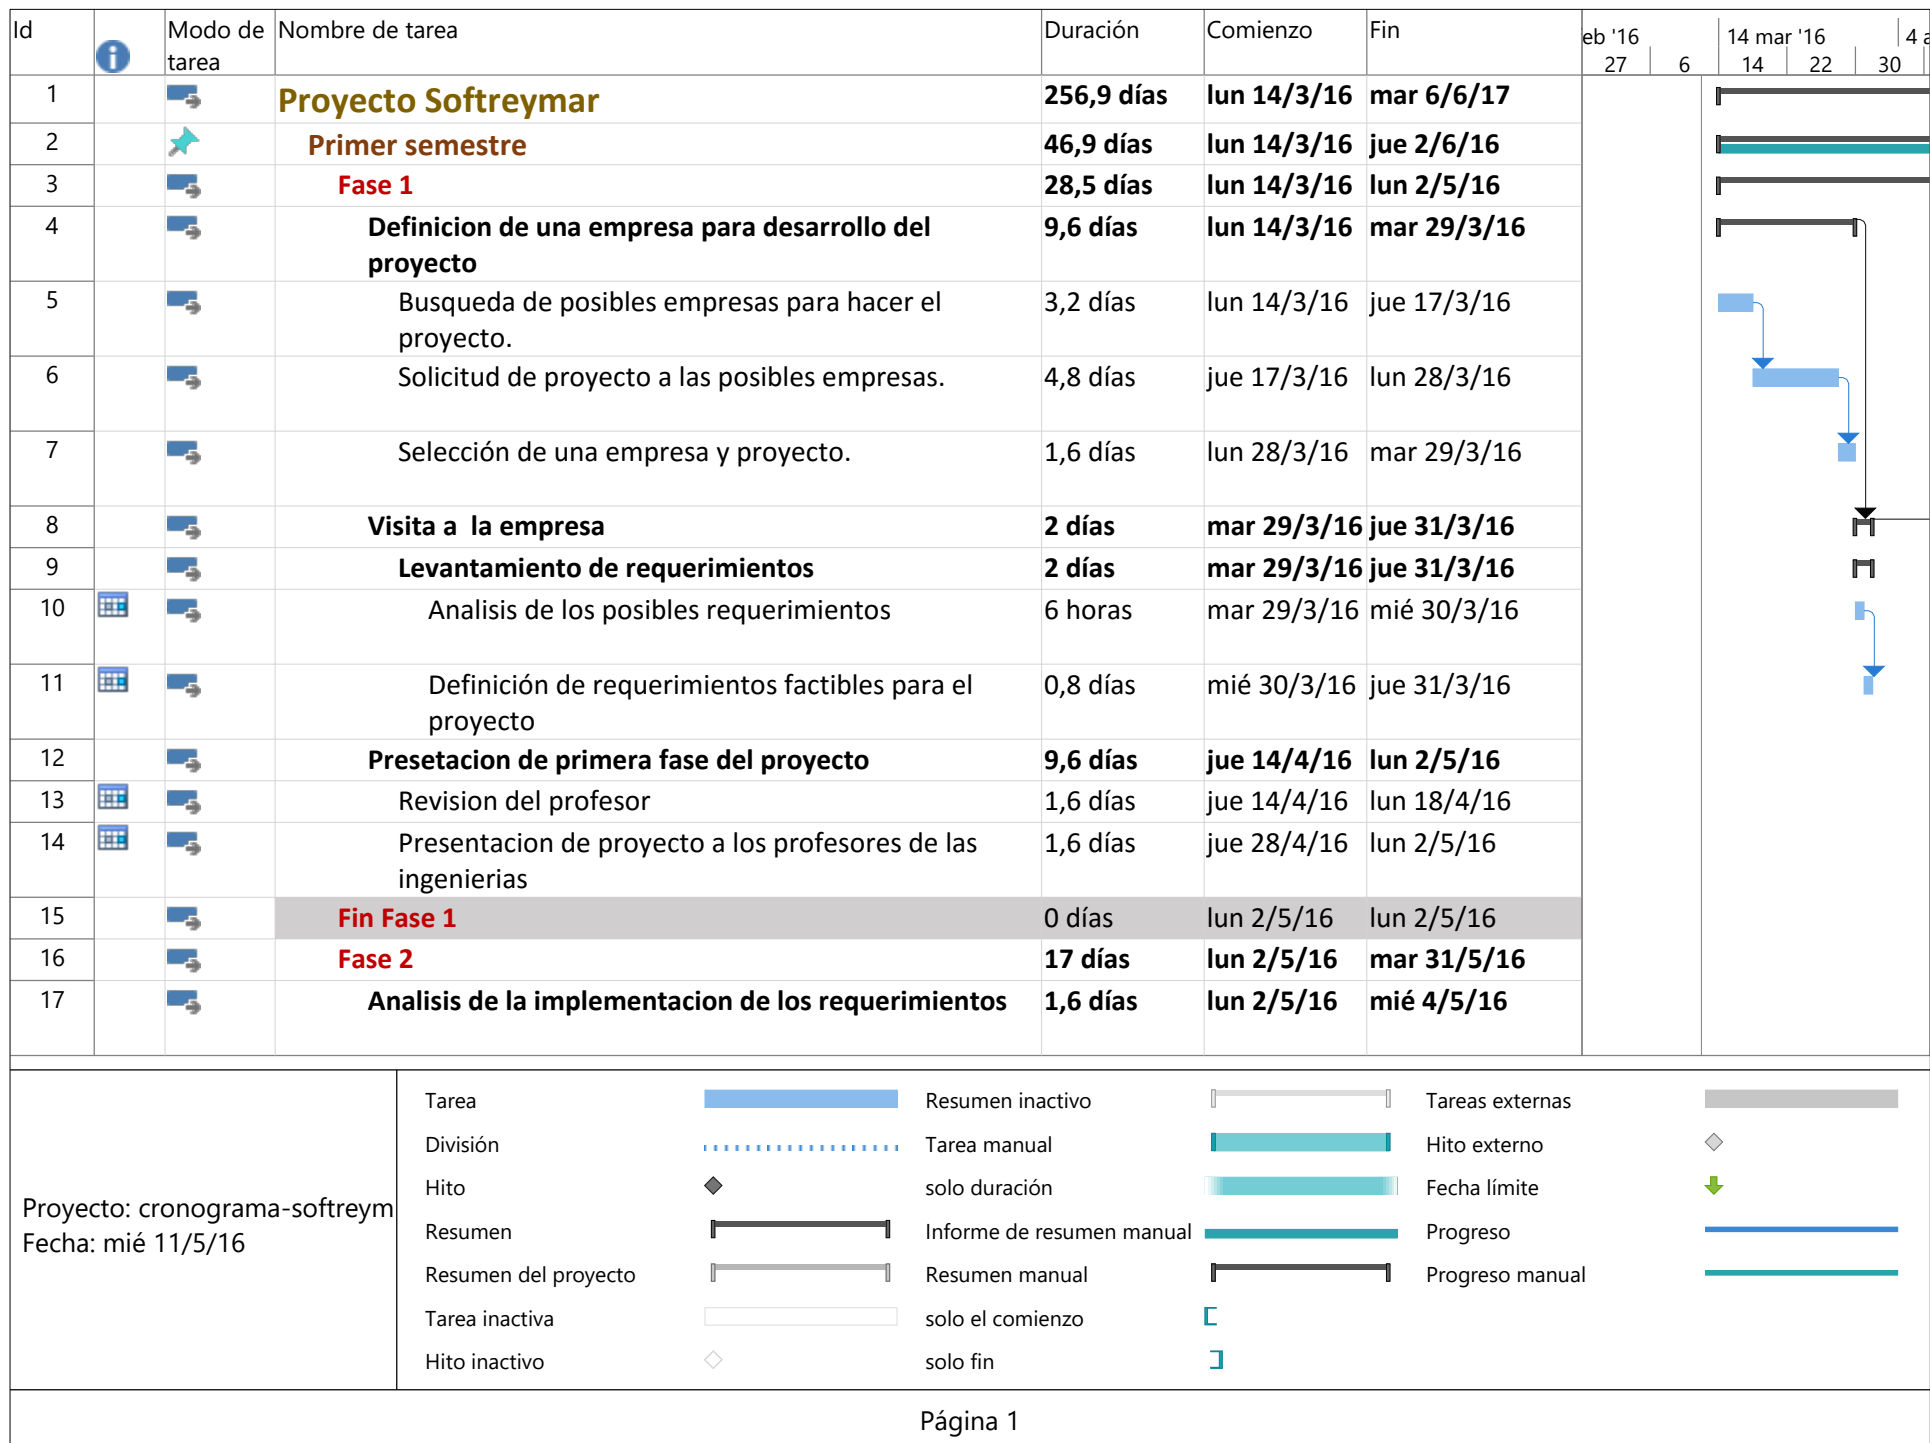 Id
Modo de tarea
Nombre de tarea
Duración
Comienzo
Fin
eb '16
14 mar '16
4 a
27 6 14 22 30
1 Proyecto Softreymar 256,9 días lun 14/3/16 mar 6/6/17
2 Primer semestre 46,9 días lun 14/3/16 jue 2/6/16
3 Fase 1 28,5 días lun 14/3/16 lun 2/5/16
4 Definicion de una empresa para desarrollo del 9,6 días lun 14/3/16 mar 29/3/16
proyecto
5 Busqueda de posibles empresas para hacer el 3,2 días lun 14/3/16 jue 17/3/16
proyecto.
6 Solicitud de proyecto a las posibles empresas. 4,8 días jue 17/3/16 lun 28/3/16
7 Selección de una empresa y proyecto. 1,6 días lun 28/3/16 mar 29/3/16
8 Visita a la empresa 2 días mar 29/3/16 jue 31/3/16
9 Levantamiento de requerimientos 2 días mar 29/3/16 jue 31/3/16
10 Analisis de los posibles requerimientos 6 horas mar 29/3/16 mié 30/3/16
11 Definición de requerimientos factibles para el 0,8 días mié 30/3/16 jue 31/3/16
proyecto
12 Presetacion de primera fase del proyecto 9,6 días jue 14/4/16 lun 2/5/16
13 Revision del profesor 1,6 días jue 14/4/16 lun 18/4/16
14 Presentacion de proyecto a los profesores de las 1,6 días jue 28/4/16 lun 2/5/16
ingenierias
15 Fin Fase 1 0 días lun 2/5/16 lun 2/5/16
16 Fase 2 17 días lun 2/5/16 mar 31/5/16
17 Analisis de la implementacion de los requerimientos 1,6 días lun 2/5/16 mié 4/5/16
Proyecto: cronograma-softreym
Fecha: mié 11/5/16
Tarea
División
Hito
Resumen
Resumen del proyecto
Tarea inactiva
Hito inactivo
Resumen inactivo
Tarea manual
solo duración
Informe de resumen manual
Resumen manual
solo el comienzo
solo fin
Tareas externas
Hito externo
Fecha límite
Progreso
Progreso manual
Página 1